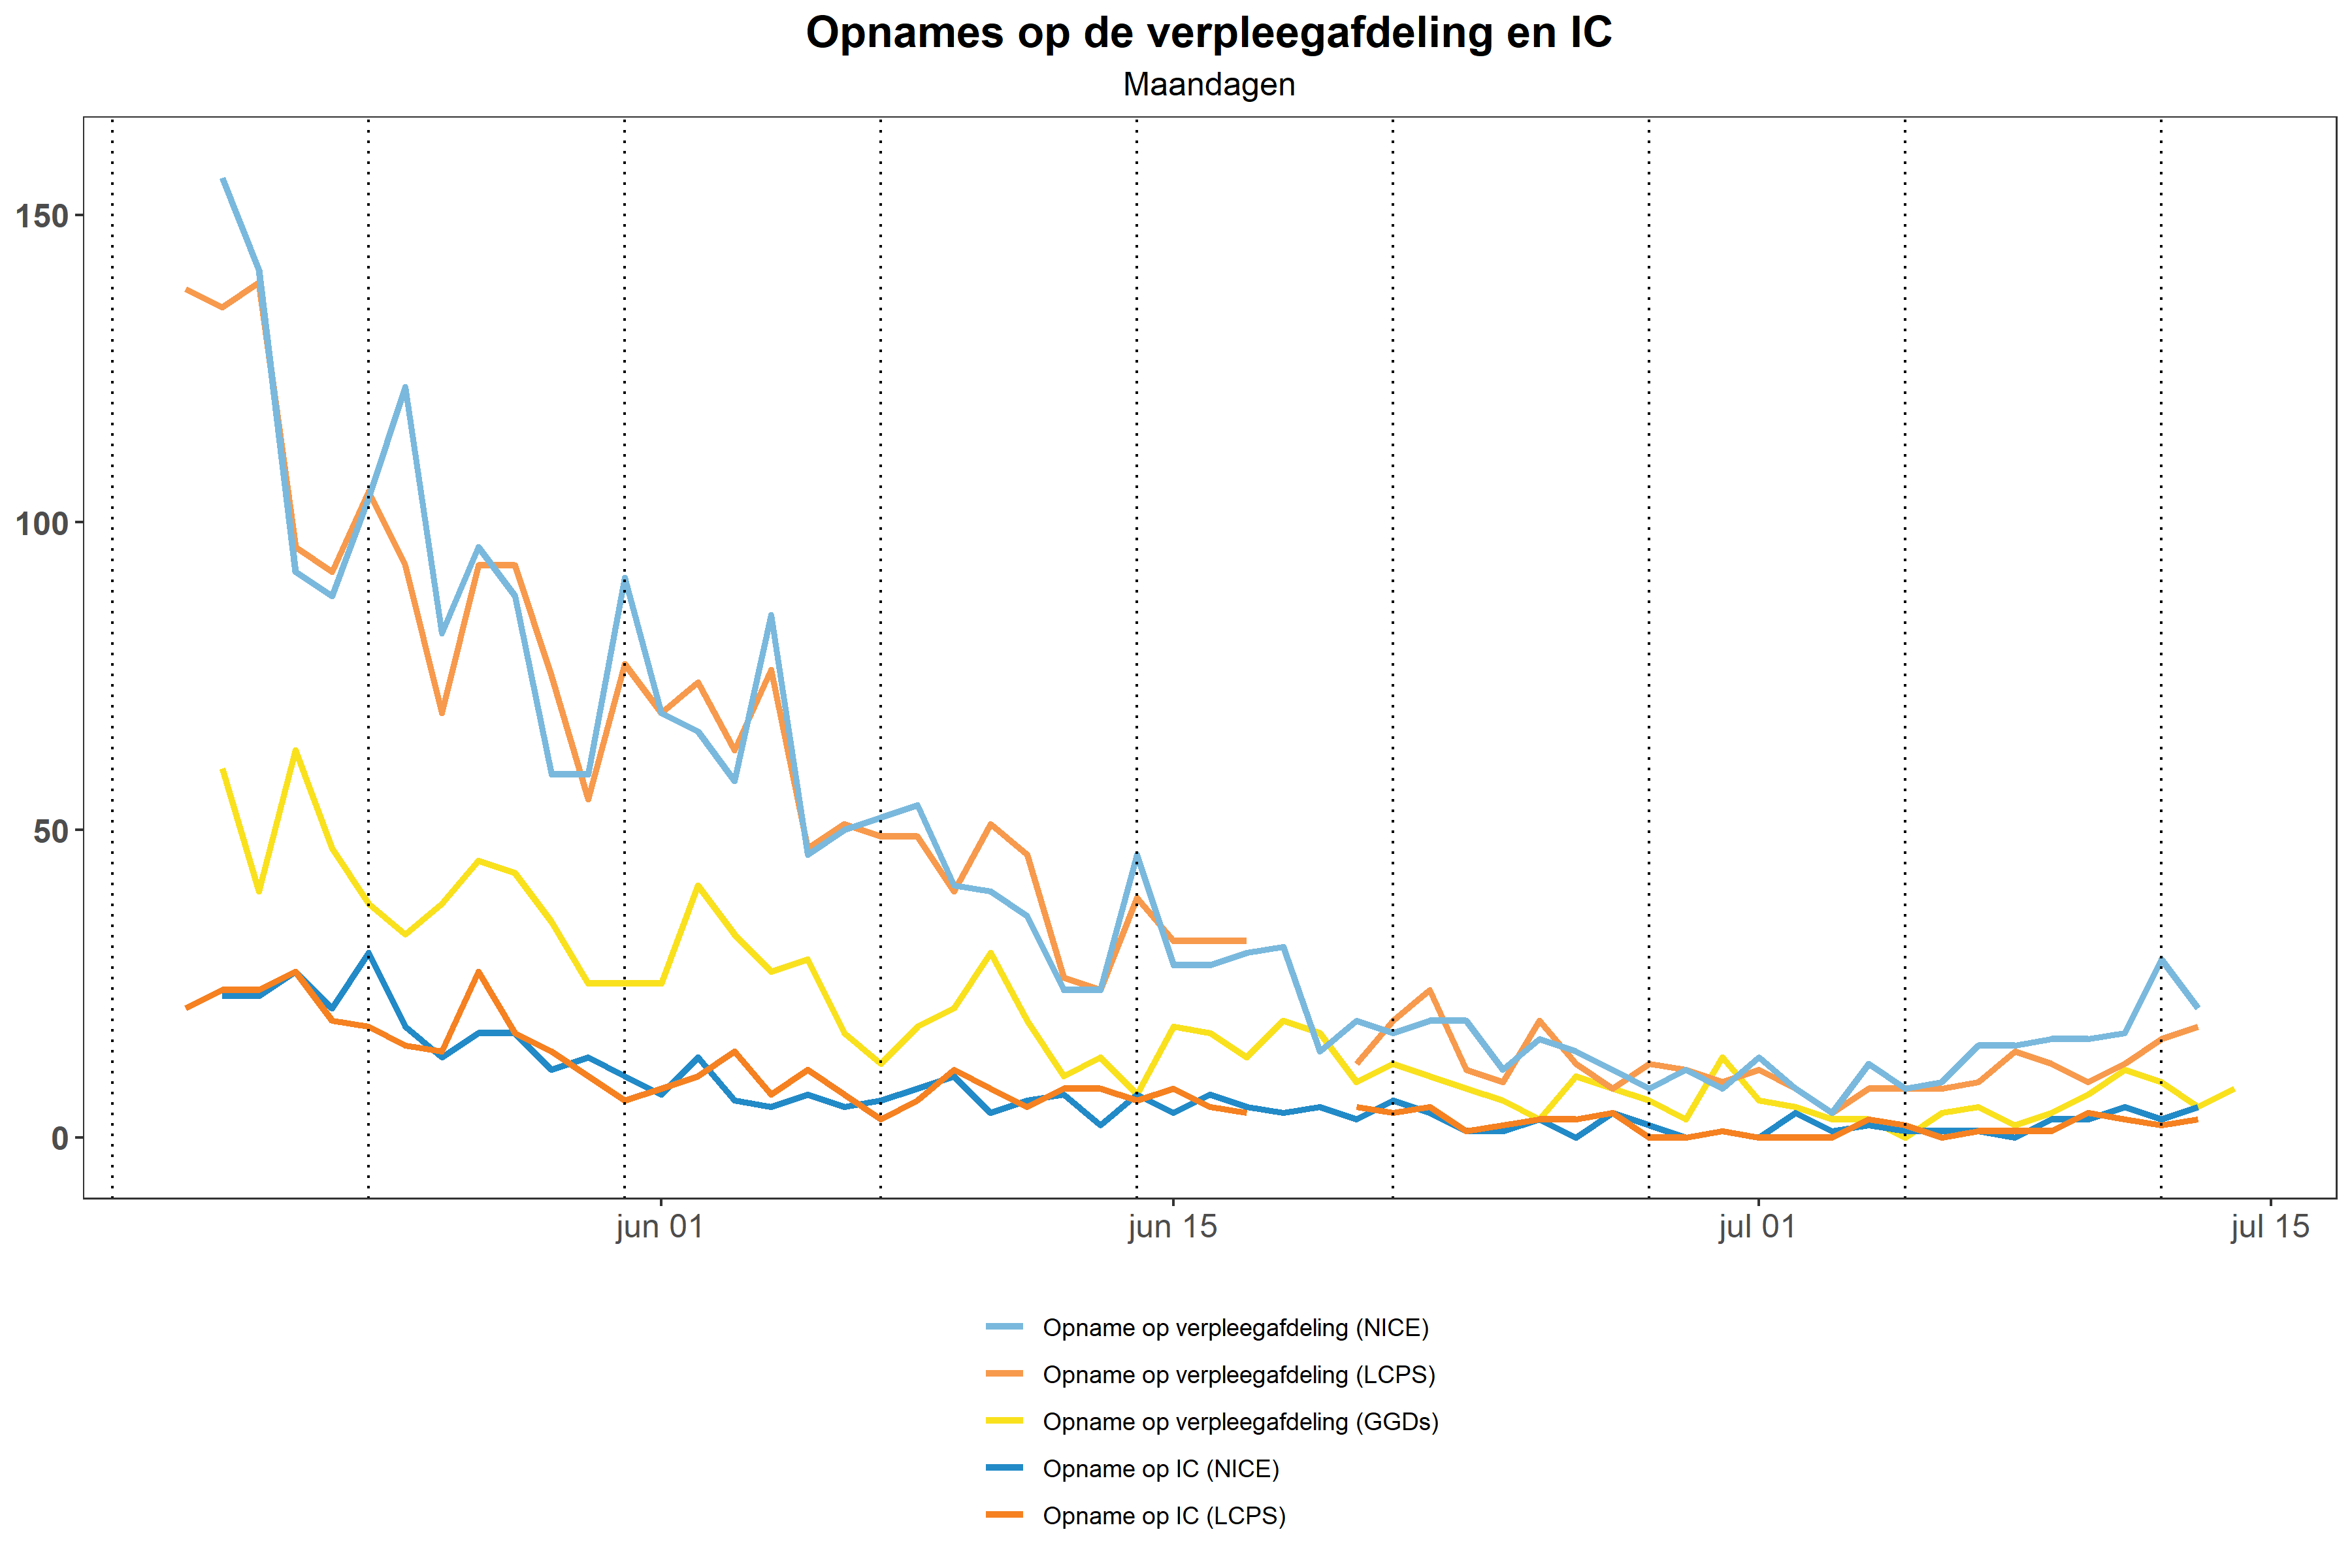 Opnames op de verpleegafdeling en IC
Maandagen
150
100
50
0
jun 01
jun 15
jul 01
jul 15
Opname op verpleegafdeling (NICE)
Opname op verpleegafdeling (LCPS)
Opname op verpleegafdeling (GGDs)
Opname op IC (NICE)
Opname op IC (LCPS)